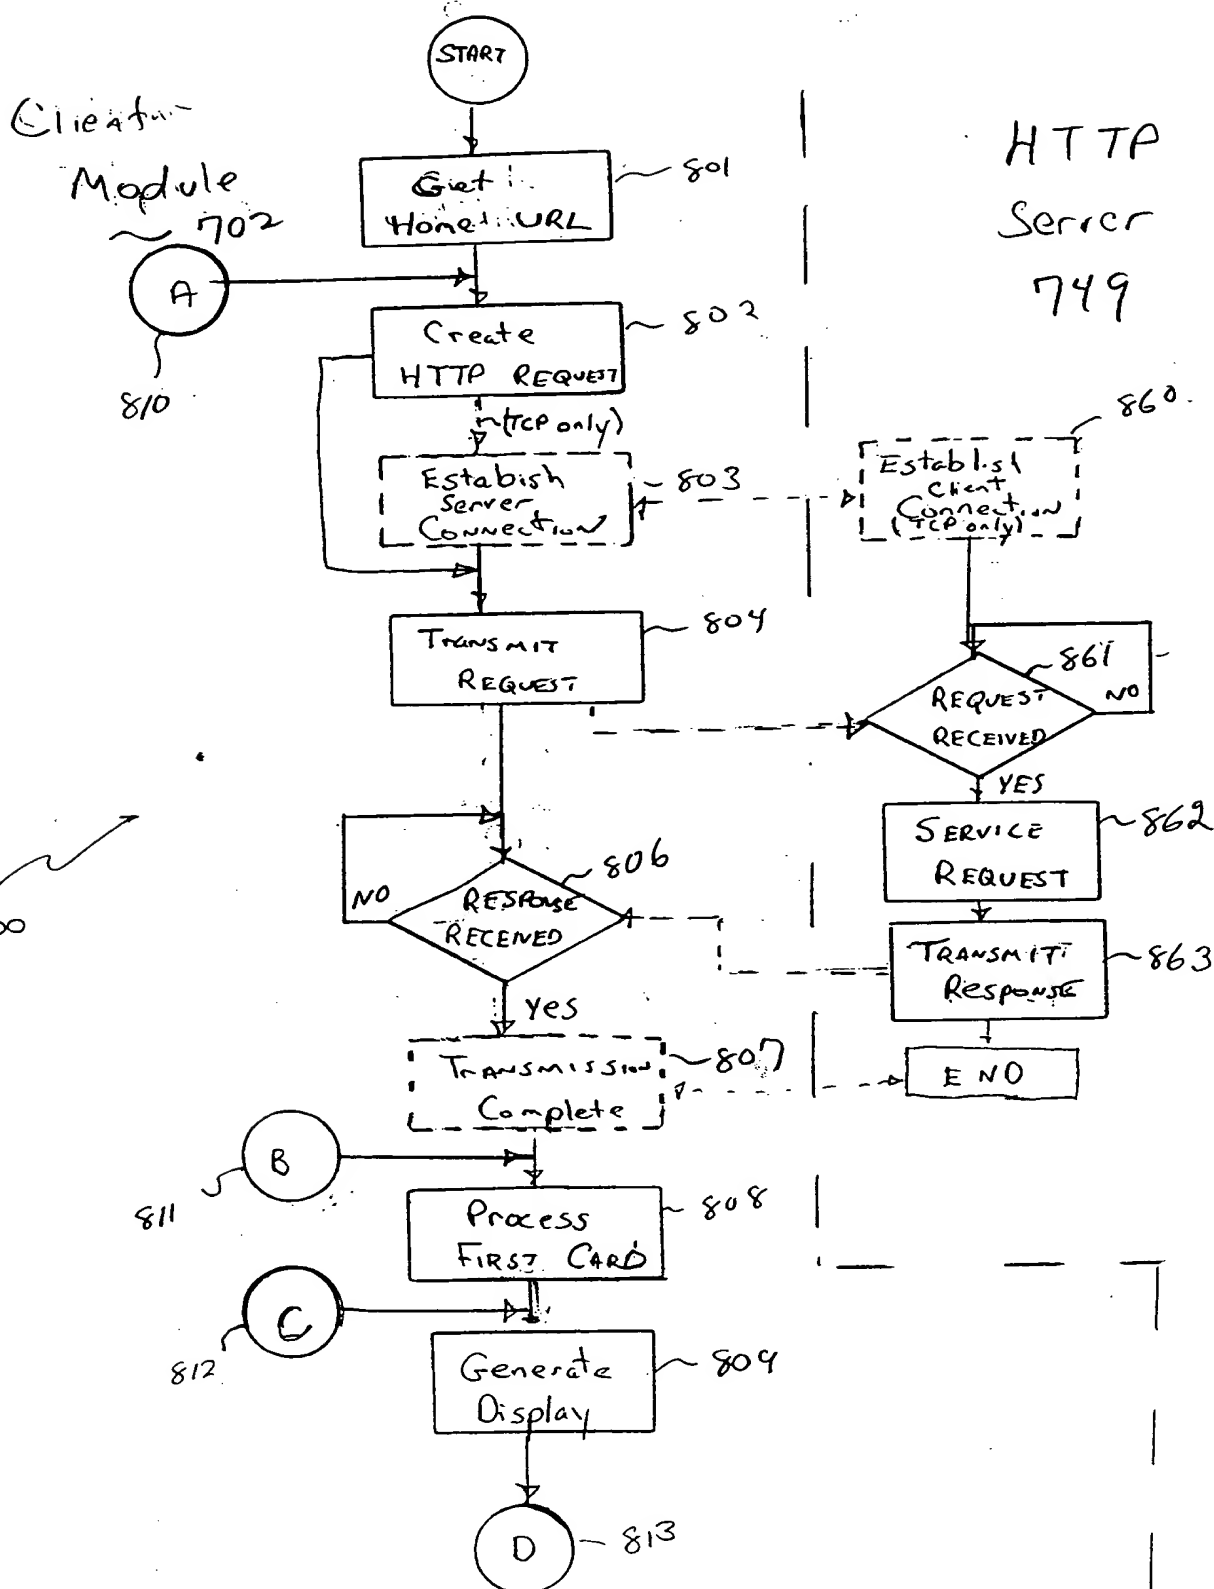 START
Client
Module
702
HTTP
Server
749
Get
Home URL
801
A
810
Create
HTTP REQUEST
802
(TCP only)
Estabish
Server
CONNECTION
803
860
Establish
Client
Connection
(TCP only)
TRANSMIT
REQUEST
804
861
REQUEST
RECEIVED
NO
YES
SERVICE
REQUEST
862
806
NO
RESPONSE
RECEIVED
Yes
TRANSMIT
RESPONSE
863
TRANSMISSION
Complete
807
END
B
811
Process
FIRST CARD
808
C
812
Generate
Display
809
D
813